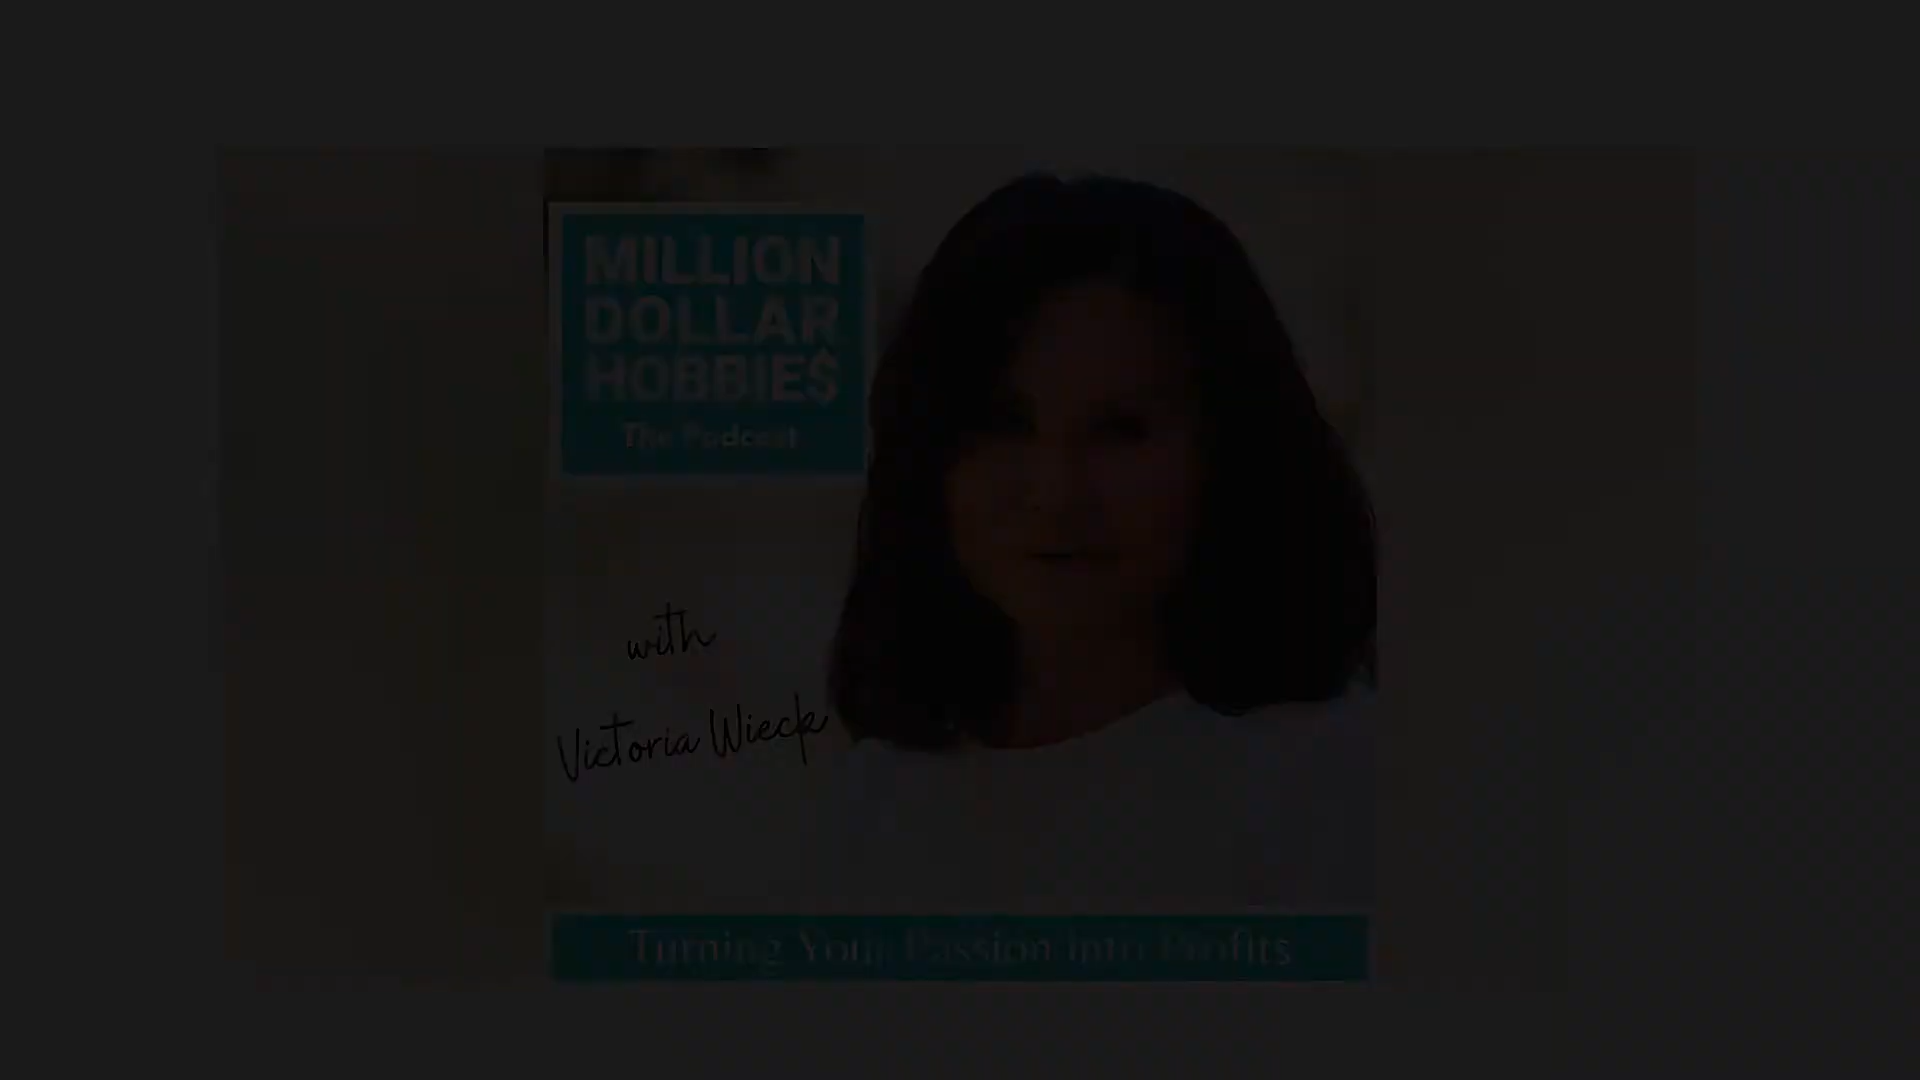 MILLION
DOLLAR
HOBBIE$
The Podcast
with
Victoria Wieck
Turning Your Passion into Profits